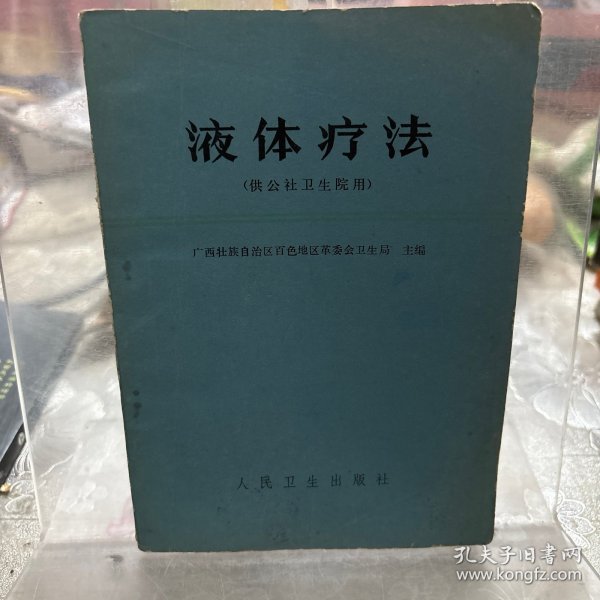 液体疗法
(供公社卫生院用)
广西壮族自治区百色地区革委会卫生局 主编
人民卫生出版社
孔夫子旧书网
www.kongfz.com